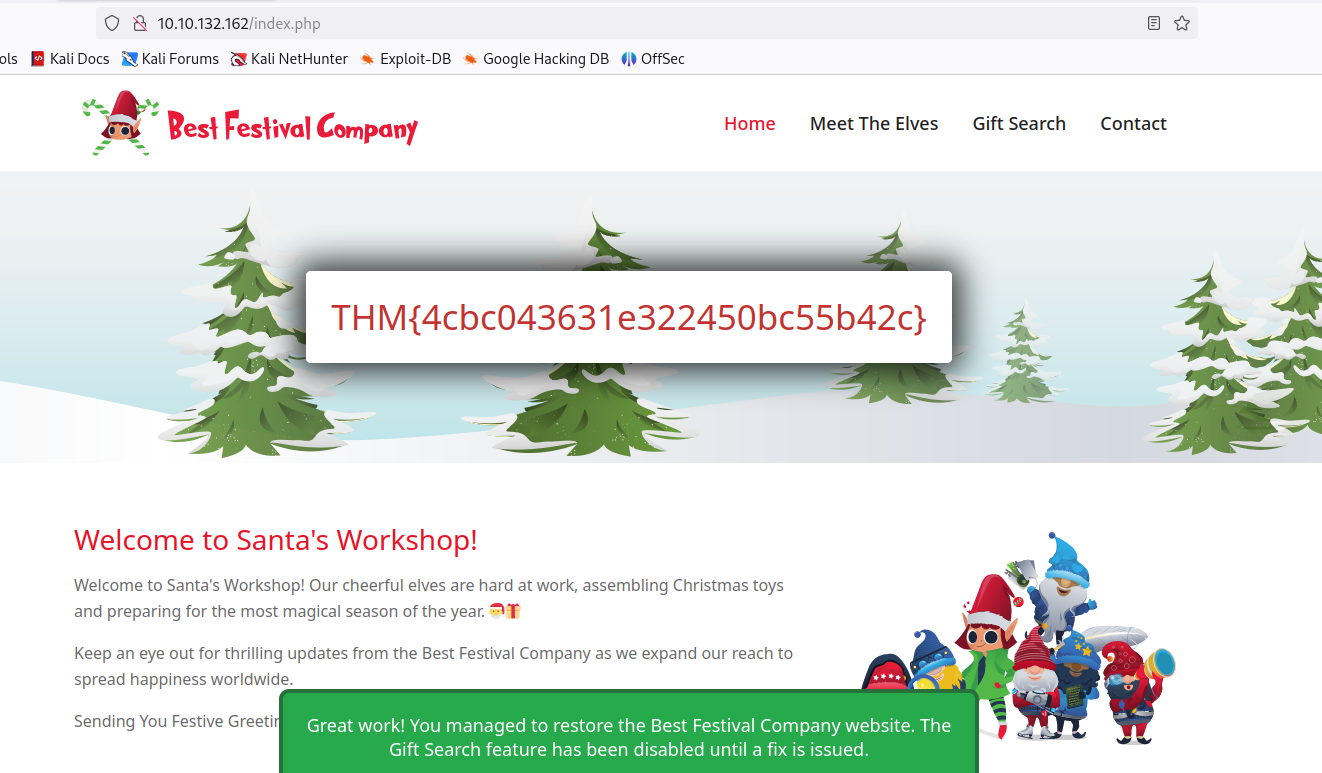 10.10.132.162/index.php
ols Kali Docs Kali Forums Kali NetHunter Exploit-DB Google Hacking DB OffSec
Best Festival Company
Home Meet The Elves Gift Search Contact
THM{4cbc043631e322450bc55b42c}
Welcome to Santa's Workshop!
Welcome to Santa's Workshop! Our cheerful elves are hard at work, assembling Christmas toys
and preparing for the most magical season of the year. 🎅🎁
Keep an eye out for thrilling updates from the Best Festival Company as we expand our reach to
spread happiness worldwide.
Sending You Festive Greetin
Great work! You managed to restore the Best Festival Company website. The
Gift Search feature has been disabled until a fix is issued.